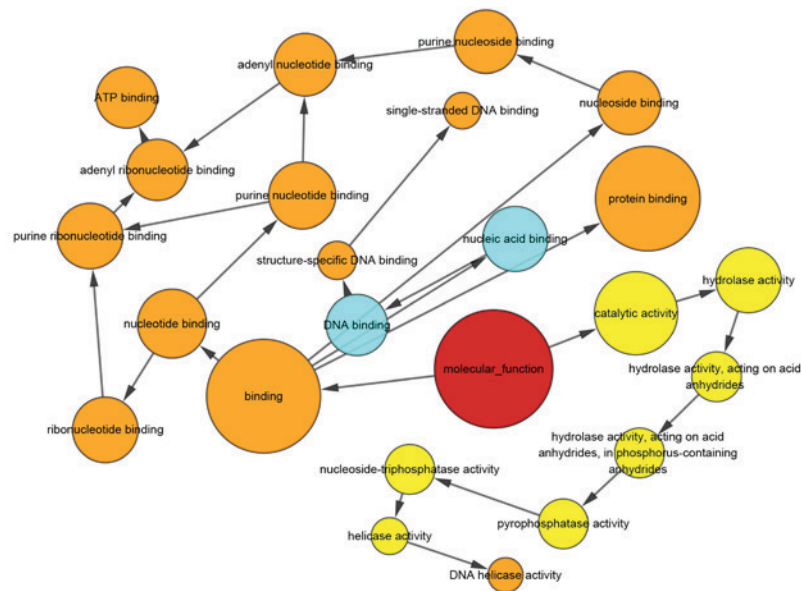 purine nucleoside binding
adenyl nucleotide binding
ATP binding
single-stranded DNA binding
nucleoside binding
adenyl ribonucleotide binding
purine nucleotide binding
protein binding
purine ribonucleotide binding
nucleic acid binding
structure-specific DNA binding
hydrolase activity
nucleotide binding
DNA binding
catalytic activity
molecular_function
hydrolase activity, acting on acid
anhydrides
binding
ribonucleotide binding
hydrolase activity, acting on acid
anhydrides, in phosphorus-containing
anhydrides
nucleoside-triphosphatase activity
pyrophosphatase activity
helicase activity
DNA helicase activity